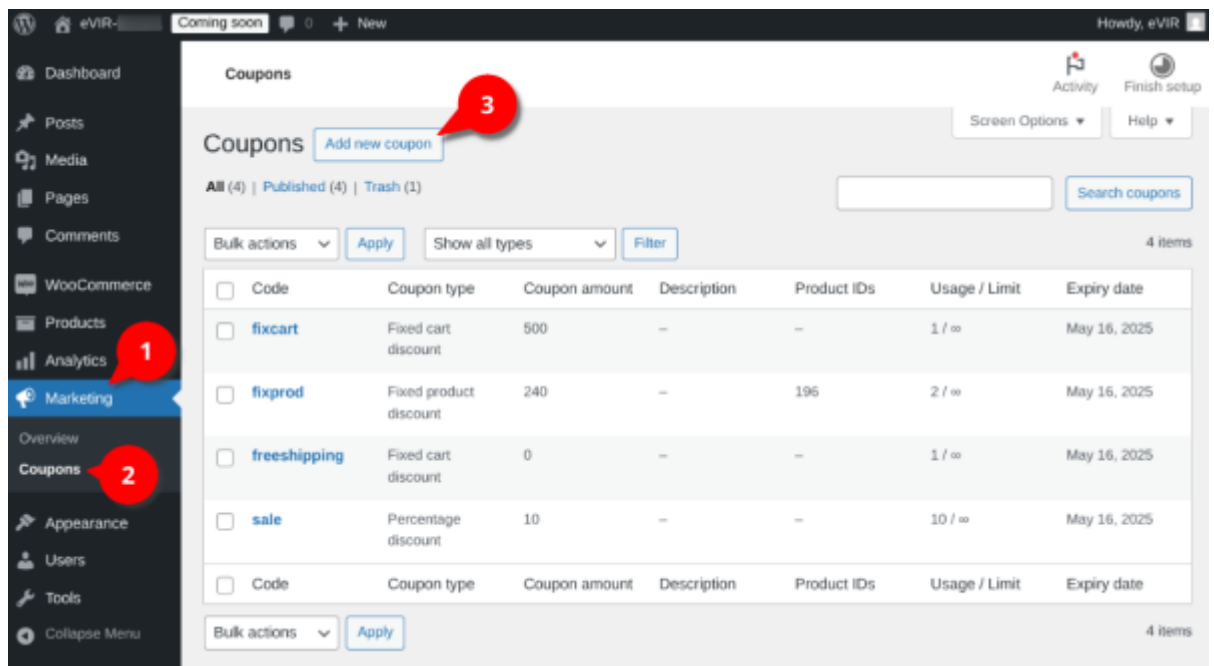 eVIR-
Coming soon
0
New
Howdy, eVIR
Dashboard
Posts
Media
Pages
Comments
WooCommerce
Products
Analytics
1
Marketing
Overview
Coupons
2
Appearance
Users
Tools
Collapse Menu
Coupons
Activity
Finish setup
Screen Options
Help
3
Coupons
Add new coupon
All (4) | Published (4) | Trash (1)
Search coupons
Bulk actions
Apply
Show all types
Filter
4 items
Code Coupon type Coupon amount Description Product IDs Usage / Limit Expiry date
fixcart Fixed cart discount 500 – – 1 / ∞ May 16, 2025
fixprod Fixed product discount 240 – 196 2 / ∞ May 16, 2025
freeshipping Fixed cart discount 0 – – 1 / ∞ May 16, 2025
sale Percentage discount 10 – – 10 / ∞ May 16, 2025
Code Coupon type Coupon amount Description Product IDs Usage / Limit Expiry date
Bulk actions
Apply
4 items